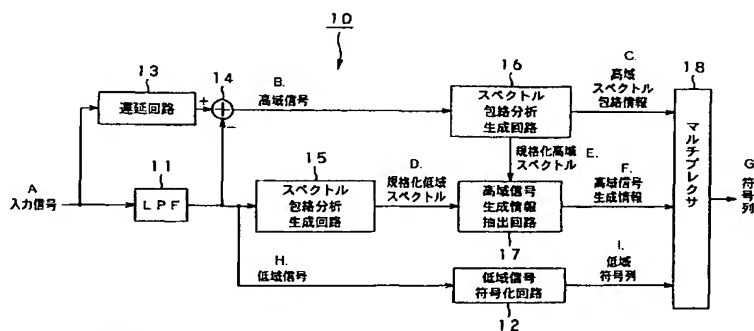 10
13
遅延回路
+
14
−
B.
高域信号
16
スペクトル
包絡分析
生成回路
C.
高域
スペクトル
包絡情報
18
マルチプレクサ
G.
符号列
A.
入力信号
11
LPF
15
スペクトル
包絡分析
生成回路
D.
規格化低域
スペクトル
E.
規格化高域
スペクトル
高域信号
生成情報
抽出回路
17
F.
高域信号
生成情報
H.
低域信号
低域信号
符号化回路
12
I.
低域
符号列